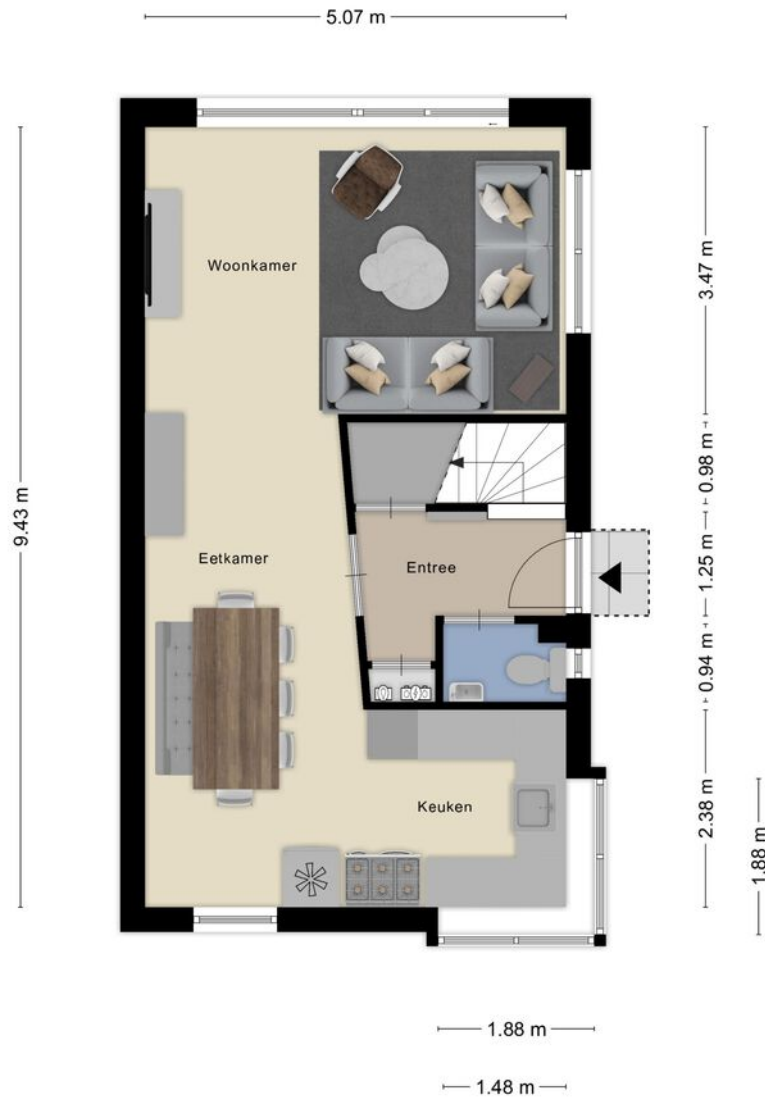 5.07 m
Woonkamer
3.47 m
0.98 m
9.43 m
Eetkamer
Entree
1.25 m
0.94 m
Keuken
2.38 m
1.88 m
1.88 m
1.48 m